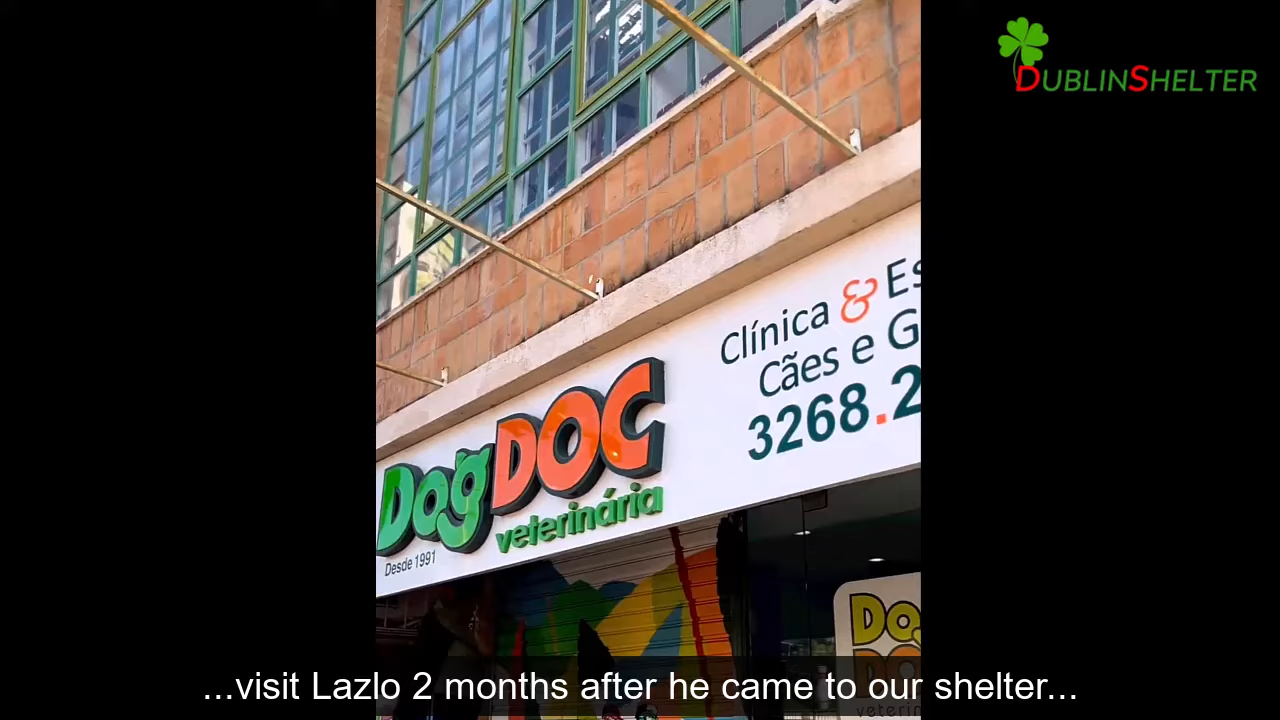 DUBLINSHELTER
Clínica & Es
Cães e G
3268.2
DogDOC
veterinária
Desde 1991
Do
...visit Lazlo 2 months after he came to our shelter...